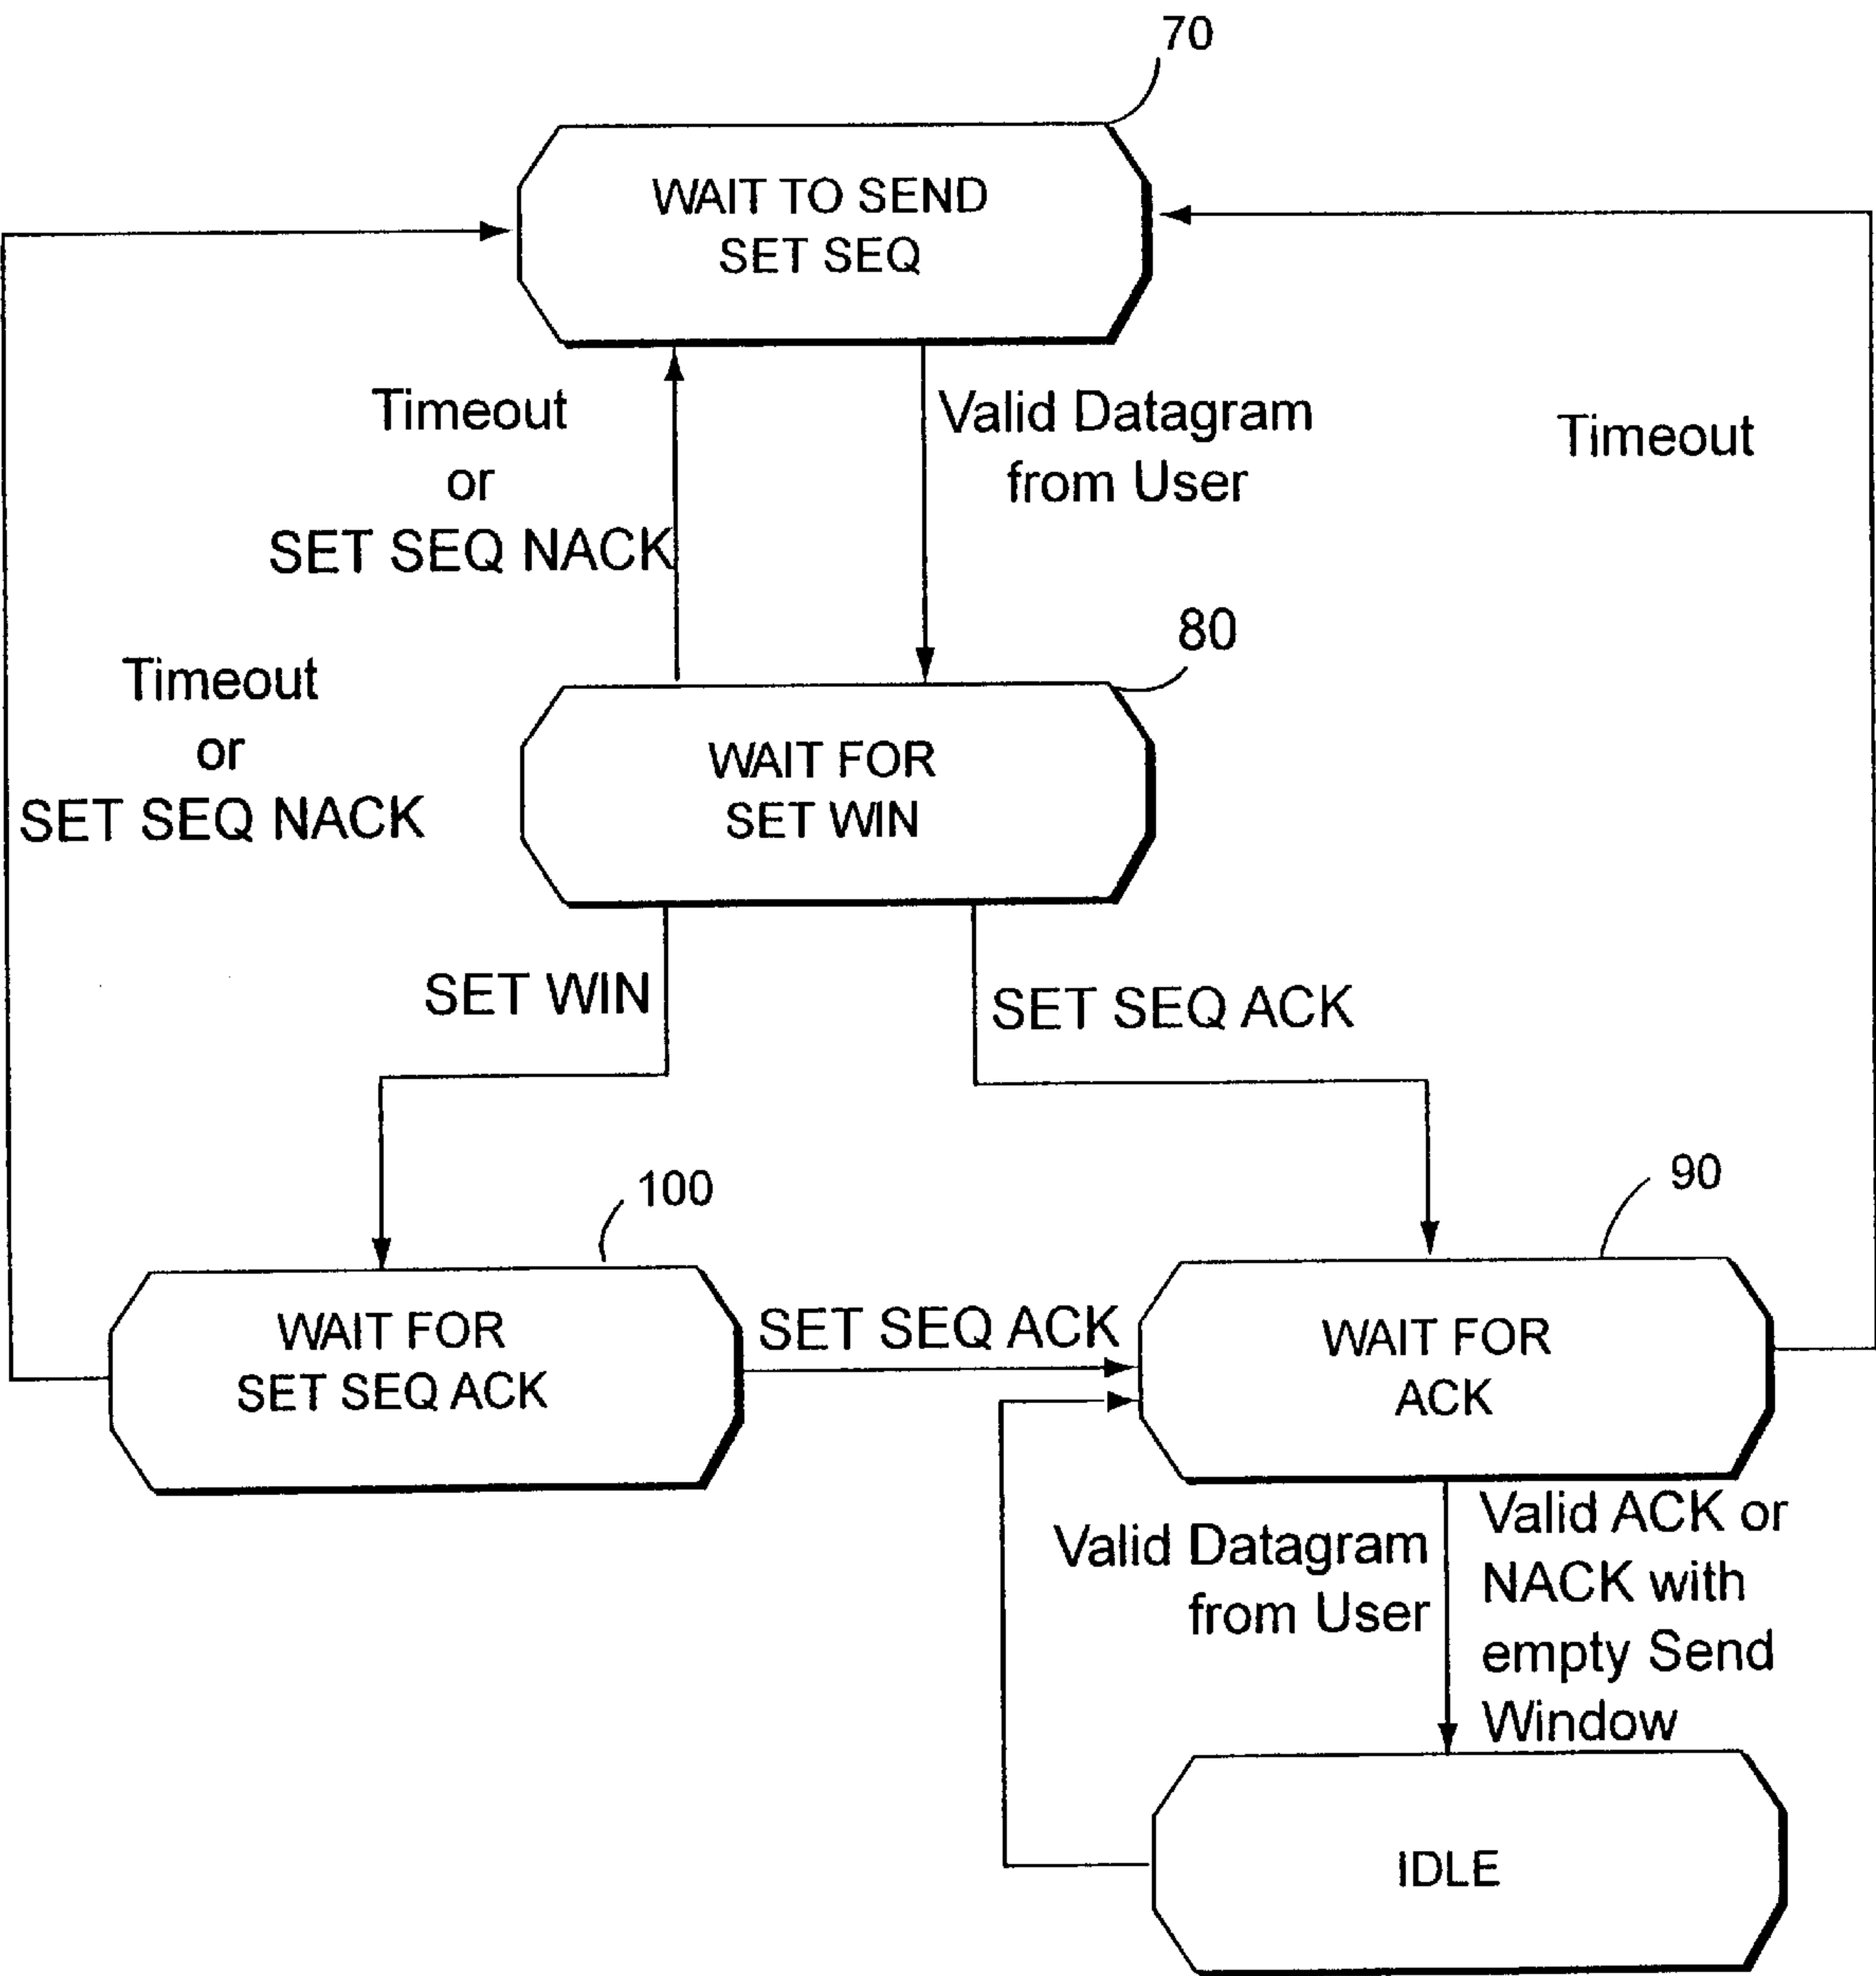 70
WAIT TO SEND
SET SEQ
Timeout
or
SET SEQ NACK
Valid Datagram
from User
Timeout
80
Timeout
or
SET SEQ NACK
WAIT FOR
SET WIN
SET WIN
SET SEQ ACK
100
90
WAIT FOR
SET SEQ ACK
SET SEQ ACK
WAIT FOR
ACK
Valid Datagram
from User
Valid ACK or
NACK with
empty Send
Window
IDLE